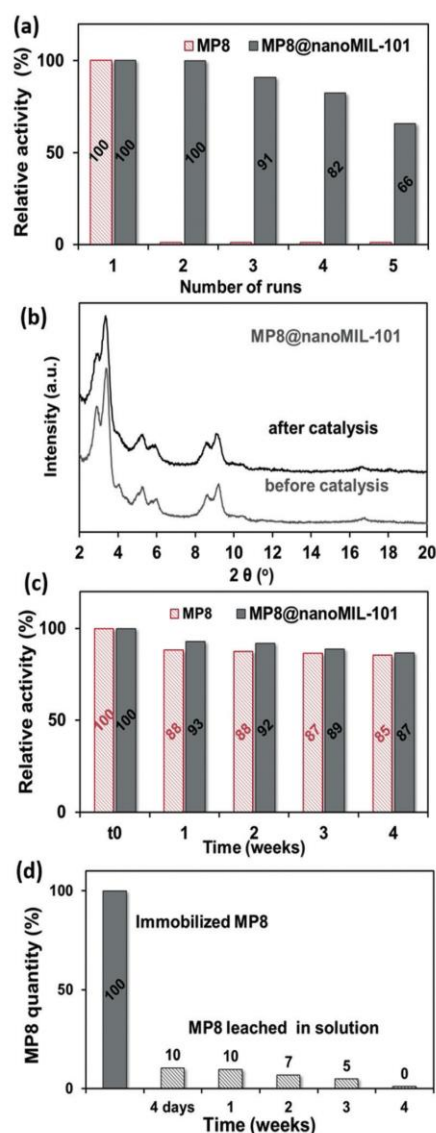 (a)
MP8 MP8@nanoMIL-101
Relative activity (%)
100
50
0
100 100 100 91 82 66
1 2 3 4 5
Number of runs
(b)
MP8@nanoMIL-101
Intensity (a.u.)
after catalysis
before catalysis
2 4 6 8 10 12 14 16 18 20
2 θ (°)
(c)
MP8 MP8@nanoMIL-101
Relative activity (%)
100
50
0
100 100 88 93 88 92 87 89 85 87
t0 1 2 3 4
Time (weeks)
(d)
MP8 quantity (%)
100
50
0
Immobilized MP8
100
MP8 leached in solution
10 10 7 5 0
4 days 1 2 3 4
Time (weeks)